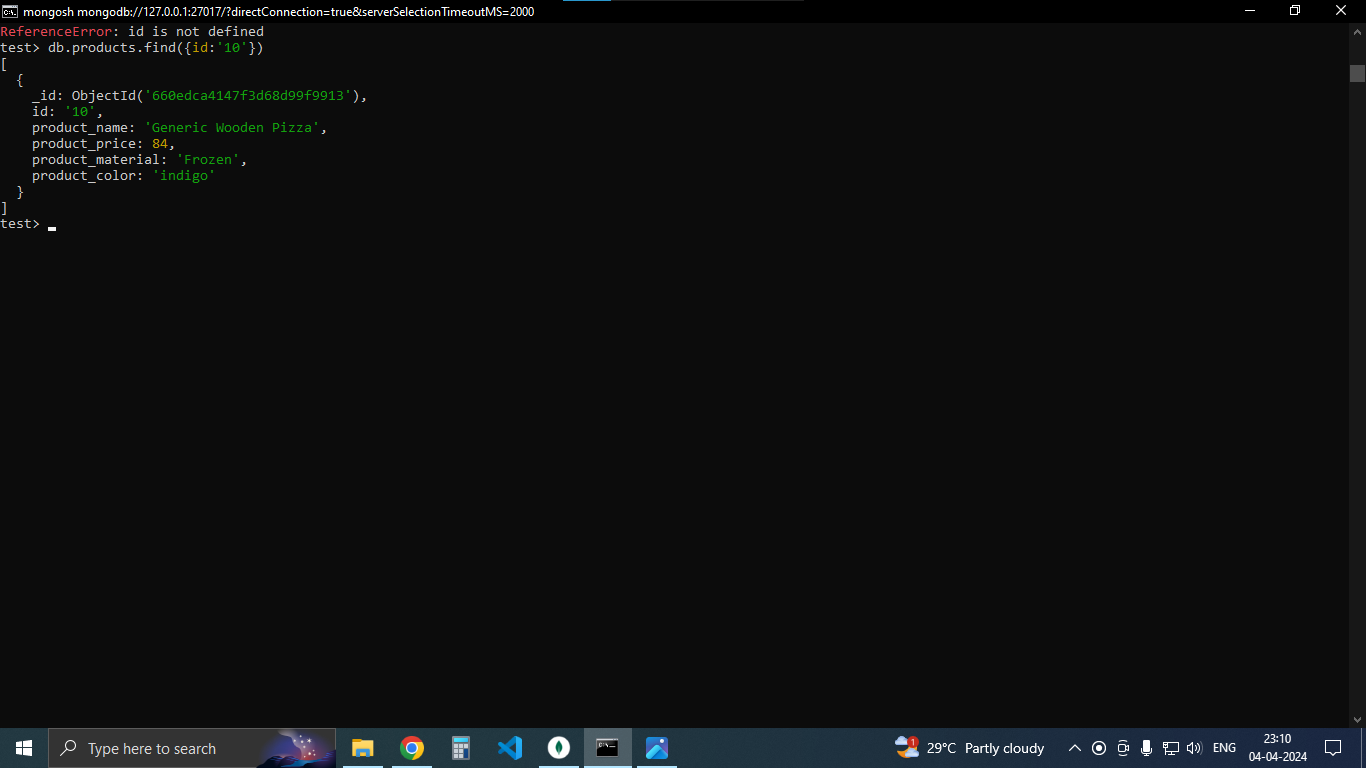 mongosh mongodb://127.0.0.1:27017/?directConnection=true&serverSelectionTimeoutMS=2000
ReferenceError: id is not defined
test> db.products.find({id:'10'})
[
  {
    _id: ObjectId('660edca4147f3d68d99f9913'),
    id: '10',
    product_name: 'Generic Wooden Pizza',
    product_price: 84,
    product_material: 'Frozen',
    product_color: 'indigo'
  }
]
test>
Type here to search
1
29°C Partly cloudy
ENG
23:10
04-04-2024